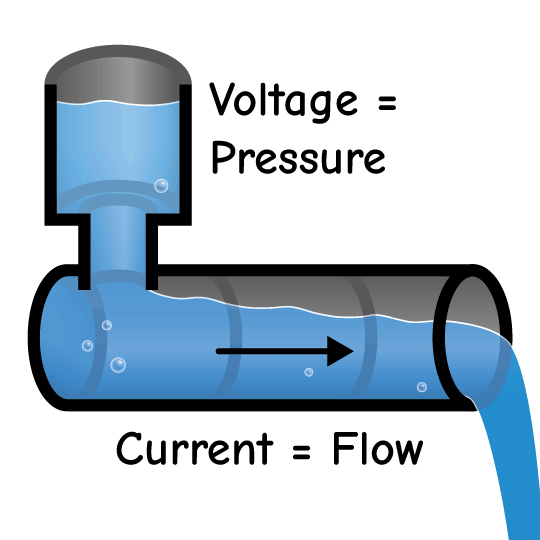 Voltage =
Pressure
Current = Flow